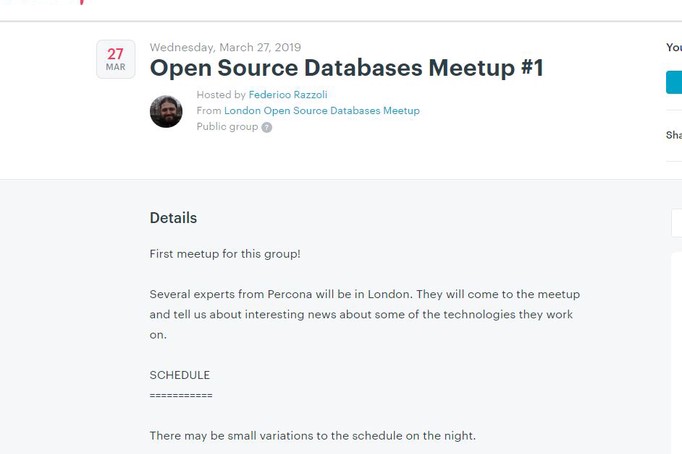 27
MAR
Wednesday, March 27, 2019
Open Source Databases Meetup #1
Hosted by Federico Razzoli
From London Open Source Databases Meetup
Public group ?
Details
First meetup for this group!
Several experts from Percona will be in London. They will come to the meetup
and tell us about interesting news about some of the technologies they work
on.
SCHEDULE
===========
There may be small variations to the schedule on the night.